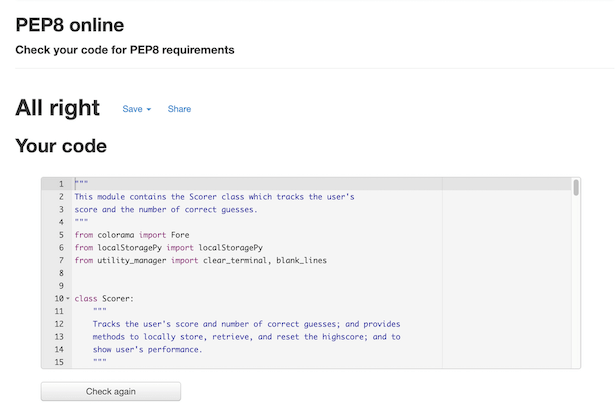 PEP8 online
Check your code for PEP8 requirements
All right Save Share
Your code
1 """
2 This module contains the Scorer class which tracks the user's
3 score and the number of correct guesses.
4 """
5 from colorama import Fore
6 from localStoragePy import localStoragePy
7 from utility_manager import clear_terminal, blank_lines
8
9
10 class Scorer:
11     """
12     Tracks the user's score and number of correct guesses; and provides
13     methods to locally store, retrieve, and reset the highscore; and to
14     show user's performance.
15     """
Check again